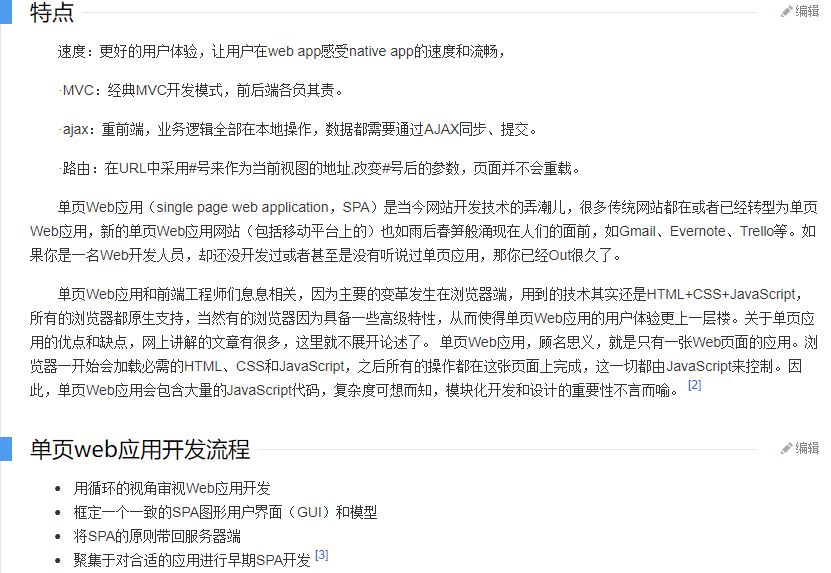 特点
编辑
速度：更好的用户体验，让用户在web app感受native app的速度和流畅，
·MVC：经典MVC开发模式，前后端各负其责。
·ajax：重前端，业务逻辑全部在本地操作，数据都需要通过AJAX同步、提交。
·路由：在URL中采用#号来作为当前视图的地址,改变#号后的参数，页面并不会重载。
单页Web应用（single page web application，SPA）是当今网站开发技术的弄潮儿，很多传统网站都在或者已经转型为单页
Web应用，新的单页Web应用网站（包括移动平台上的）也如雨后春笋般涌现在人们的面前，如Gmail、Evernote、Trello等。如
果你是一名Web开发人员，却还没开发过或者甚至是没有听说过单页应用，那你已经Out很久了。
单页Web应用和前端工程师们息息相关，因为主要的变革发生在浏览器端，用到的技术其实还是HTML+CSS+JavaScript，
所有的浏览器都原生支持，当然有的浏览器因为具备一些高级特性，从而使得单页Web应用的用户体验更上一层楼。关于单页应
用的优点和缺点，网上讲解的文章有很多，这里就不展开论述了。 单页Web应用，顾名思义，就是只有一张Web页面的应用。浏
览器一开始会加载必需的HTML、CSS和JavaScript，之后所有的操作都在这张页面上完成，这一切都由JavaScript来控制。因
此，单页Web应用会包含大量的JavaScript代码，复杂度可想而知，模块化开发和设计的重要性不言而喻。 [2]
单页web应用开发流程
编辑
• 用循环的视角审视Web应用开发
• 框定一个一致的SPA图形用户界面（GUI）和模型
• 将SPA的原则带回服务器端
• 聚集于对合适的应用进行早期SPA开发 [3]